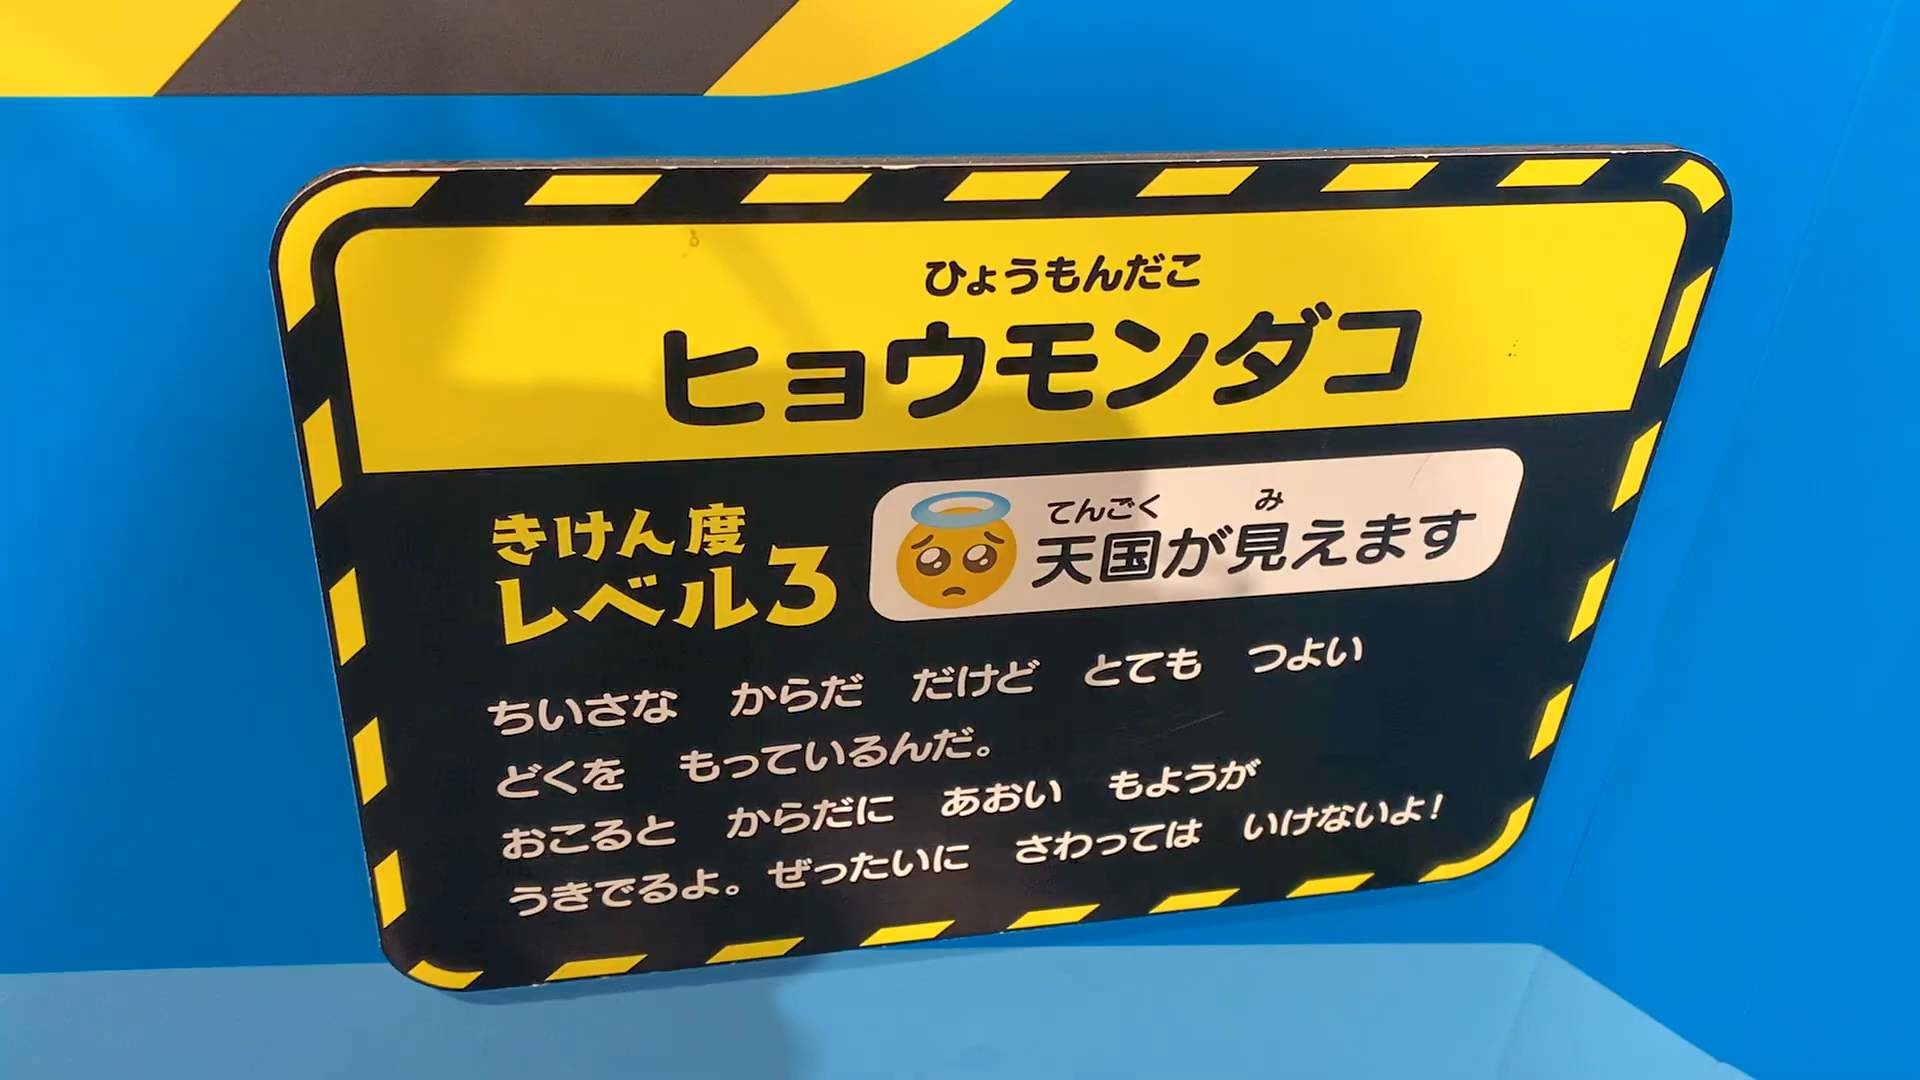 ひょうもんだこ
ヒョウモンダコ
きけん度
レベル3
てんごく み
天国が見えます
ちいさな からだ だけど とても つよい
どくを もっているんだ。
おこると からだに あおい もようが
うきでるよ。ぜったいに さわっては いけないよ!